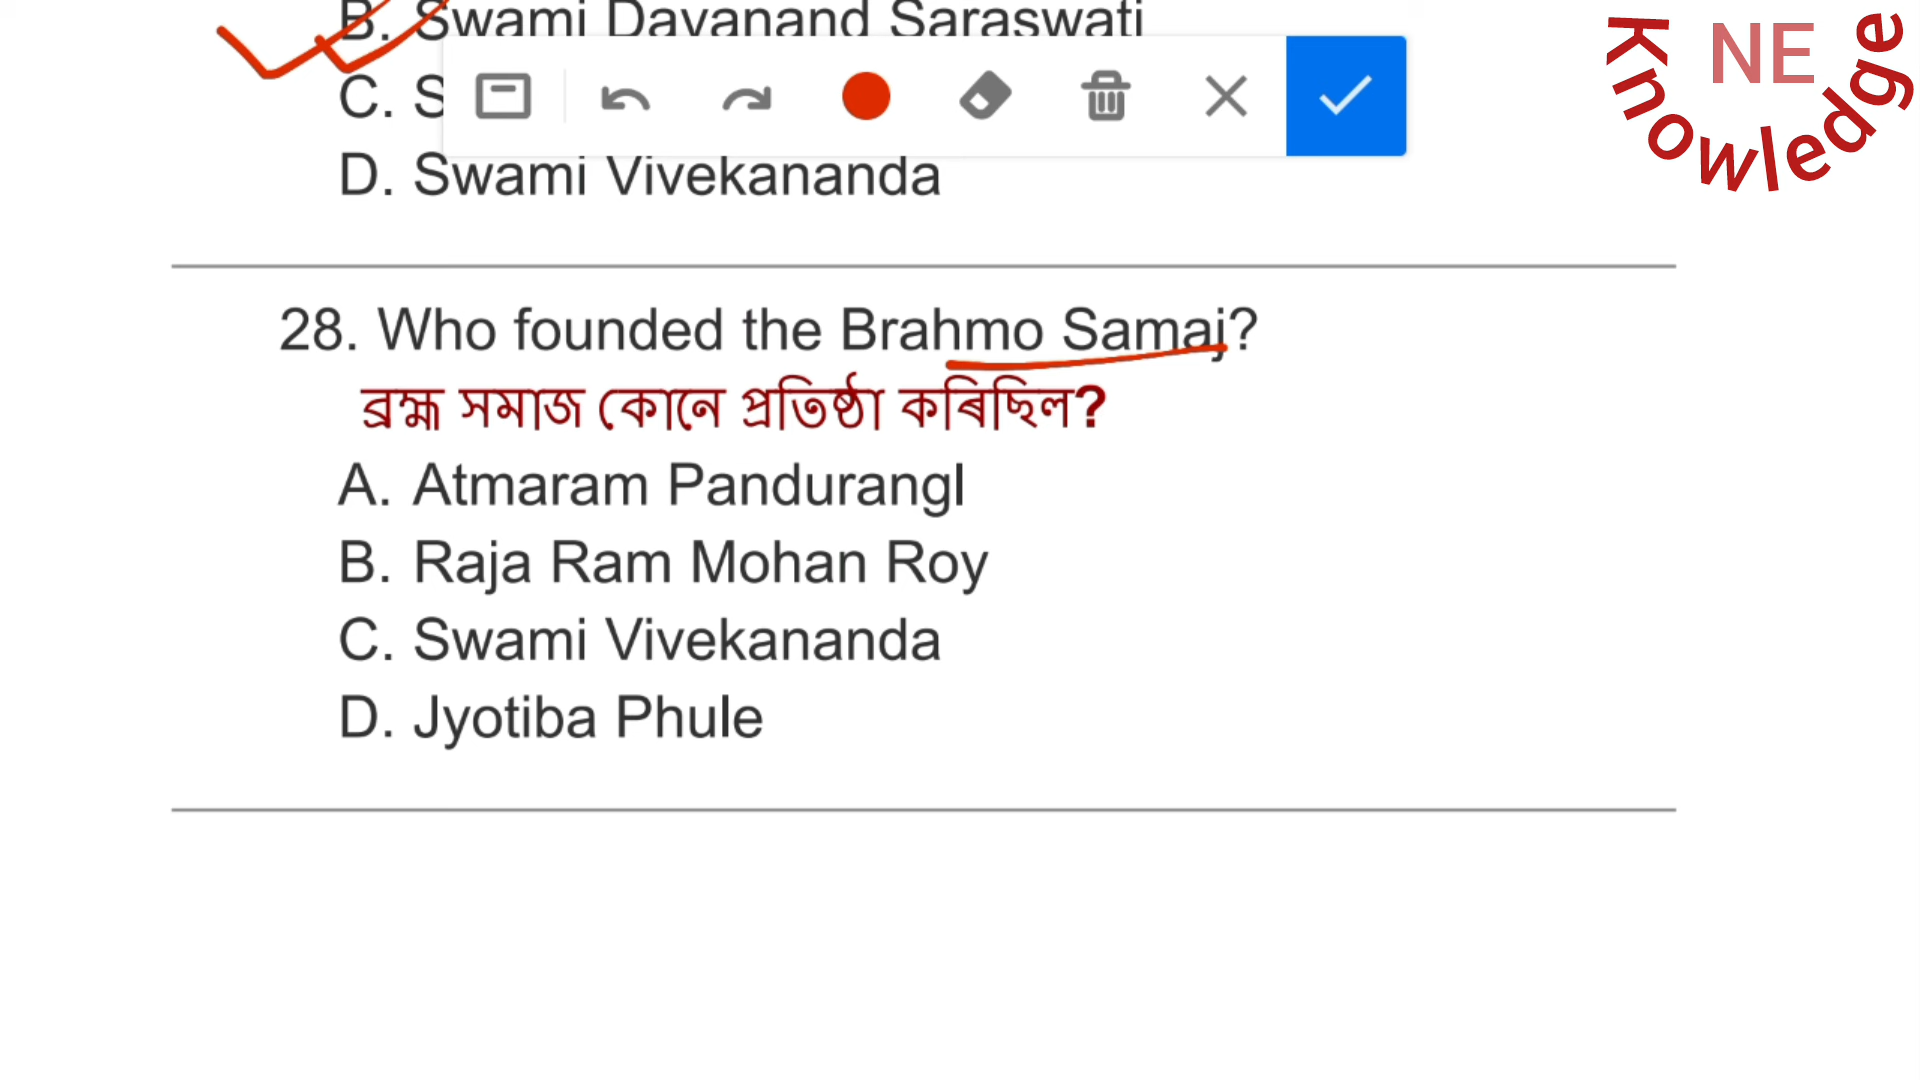 B. Swami Dayanand Saraswati
C. S
D. Swami Vivekananda
NE
Knowledge
28. Who founded the Brahmo Samaj?
ব্রহ্ম সমাজ কোনে প্ৰতিষ্ঠা কৰিছিল?
A. Atmaram Pandurangl
B. Raja Ram Mohan Roy
C. Swami Vivekananda
D. Jyotiba Phule